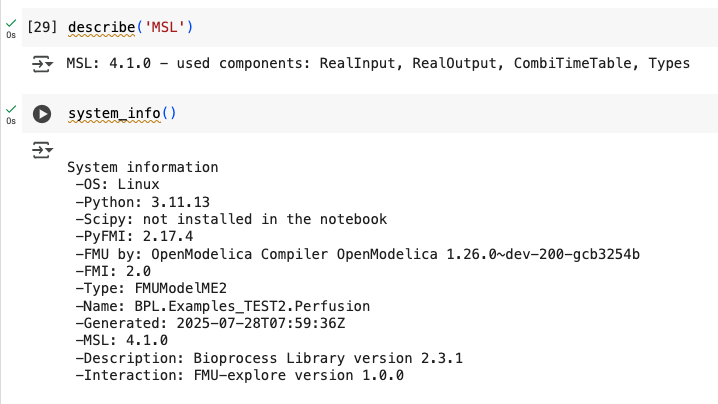 [29] describe('MSL')
0s
MSL: 4.1.0 - used components: RealInput, RealOutput, CombiTimeTable, Types
system_info()
0s
System information
-OS: Linux
-Python: 3.11.13
-Scipy: not installed in the notebook
-PyFMI: 2.17.4
-FMU by: OpenModelica Compiler OpenModelica 1.26.0~dev-200-gcb3254b
-FMI: 2.0
-Type: FMUModelME2
-Name: BPL.Examples_TEST2.Perfusion
-Generated: 2025-07-28T07:59:36Z
-MSL: 4.1.0
-Description: Bioprocess Library version 2.3.1
-Interaction: FMU-explore version 1.0.0